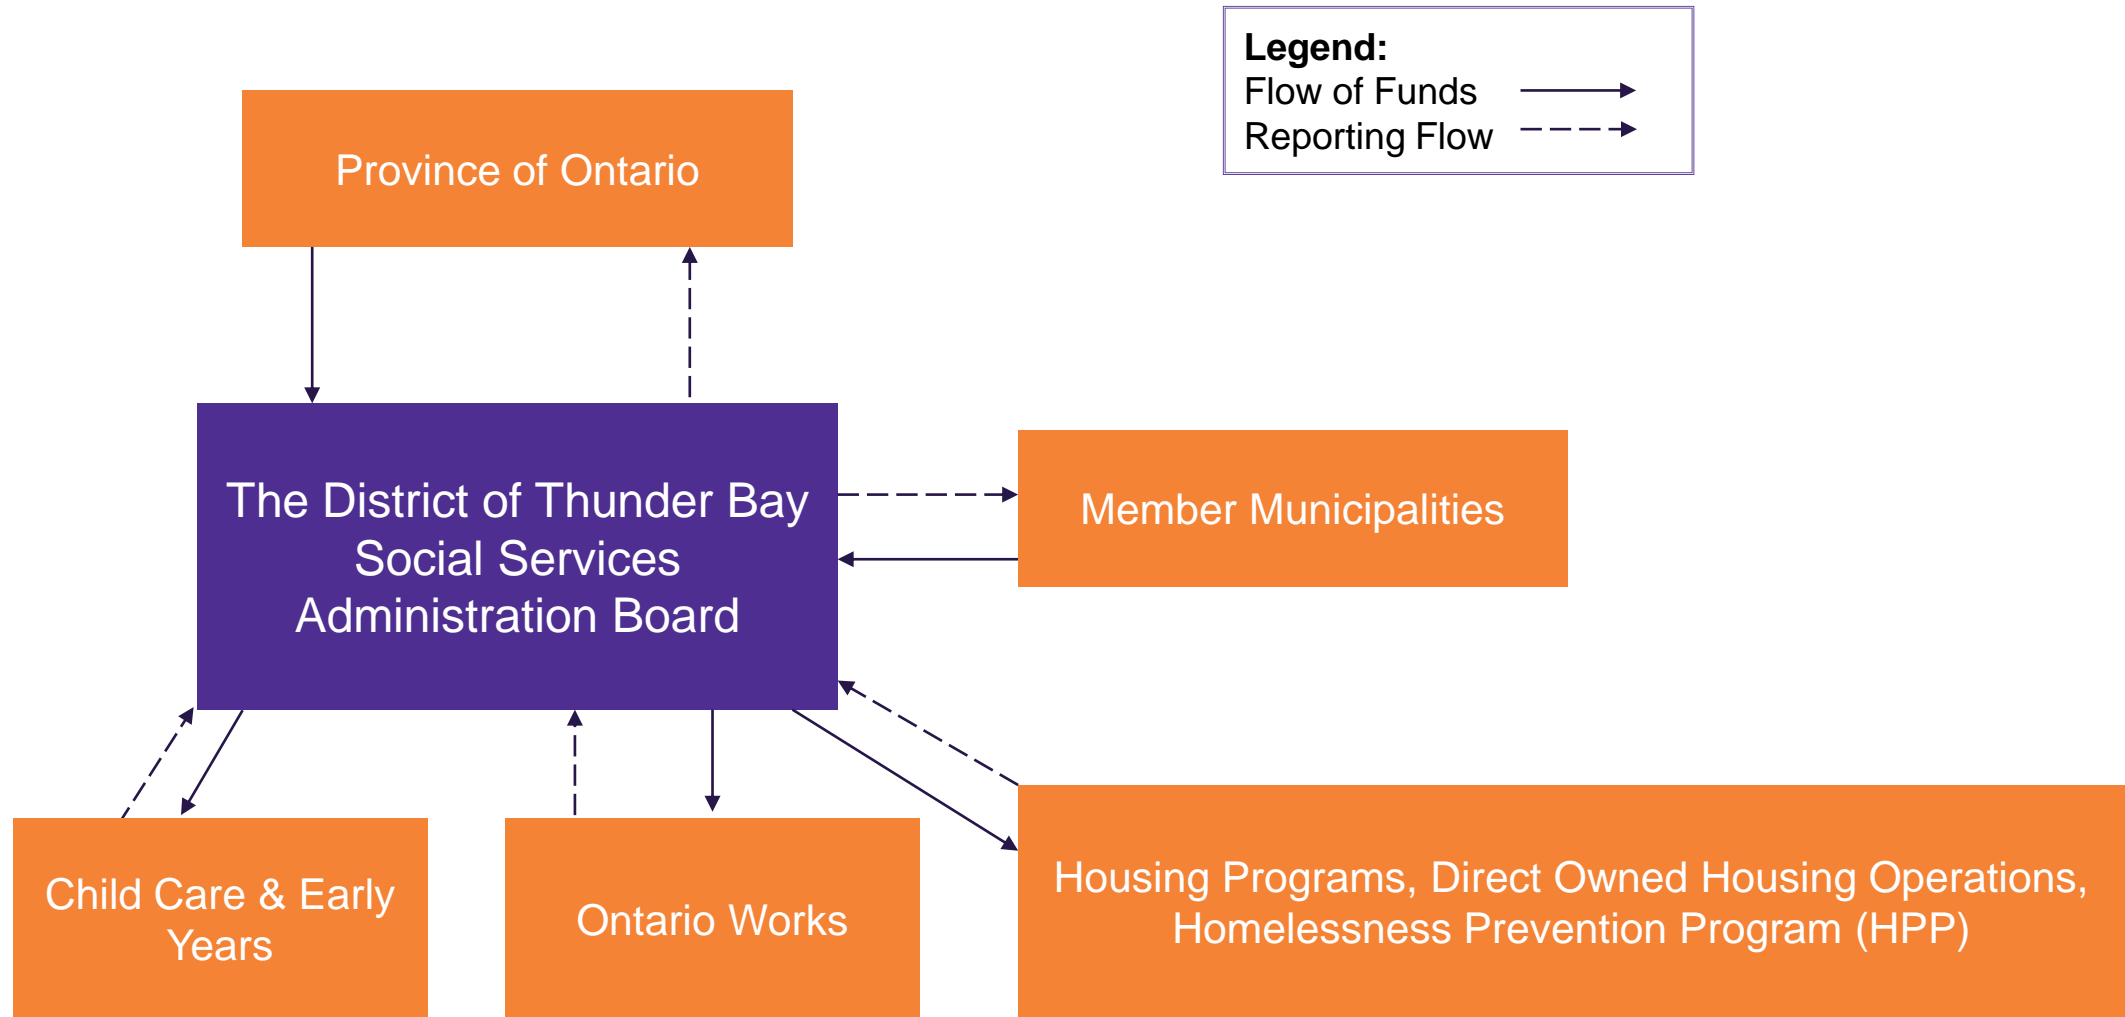 Legend:
Flow of Funds
Reporting Flow
Province of Ontario
The District of Thunder Bay
Social Services
Administration Board
Member Municipalities
Child Care & Early
Years
Ontario Works
Housing Programs, Direct Owned Housing Operations,
Homelessness Prevention Program (HPP)